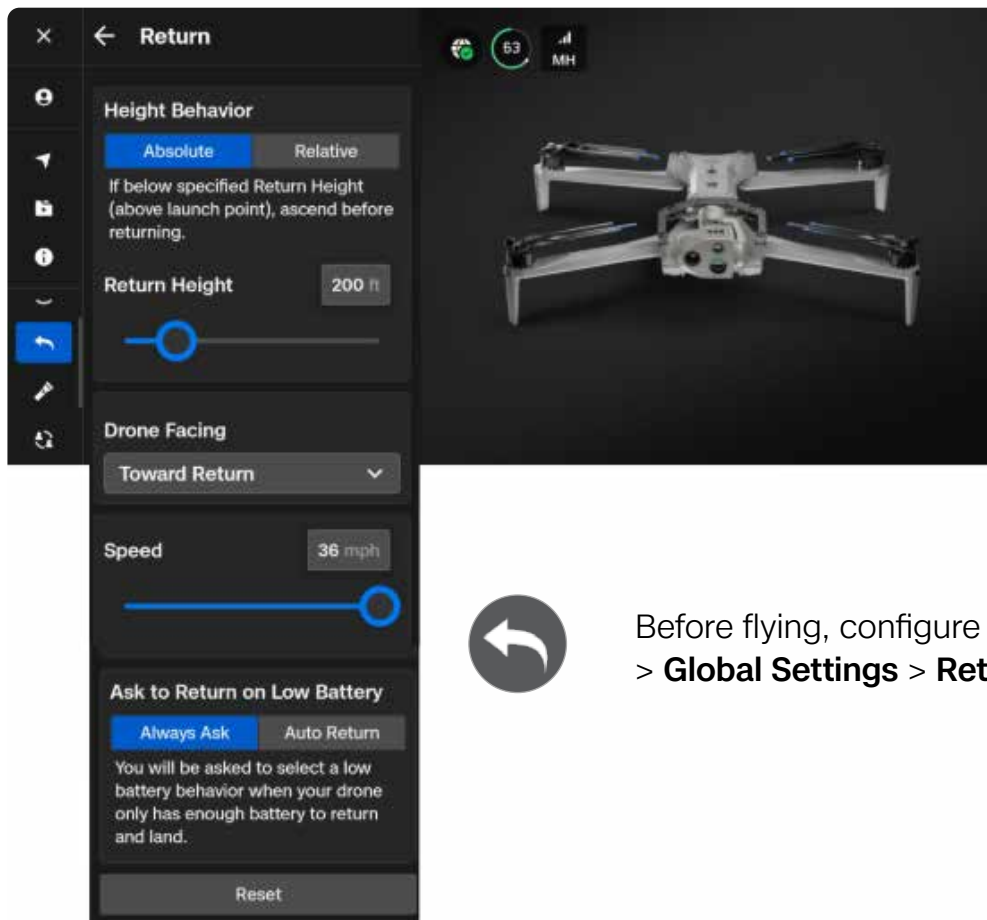 Return
63
MH
Height Behavior
Absolute Relative
If below specified Return Height
(above launch point), ascend before
returning.
Return Height 200 ft
Drone Facing
Toward Return
Speed 36 mph
Before flying, configure
> Global Settings > Ret
Ask to Return on Low Battery
Always Ask Auto Return
You will be asked to select a low
battery behavior when your drone
only has enough battery to return
and land.
Reset